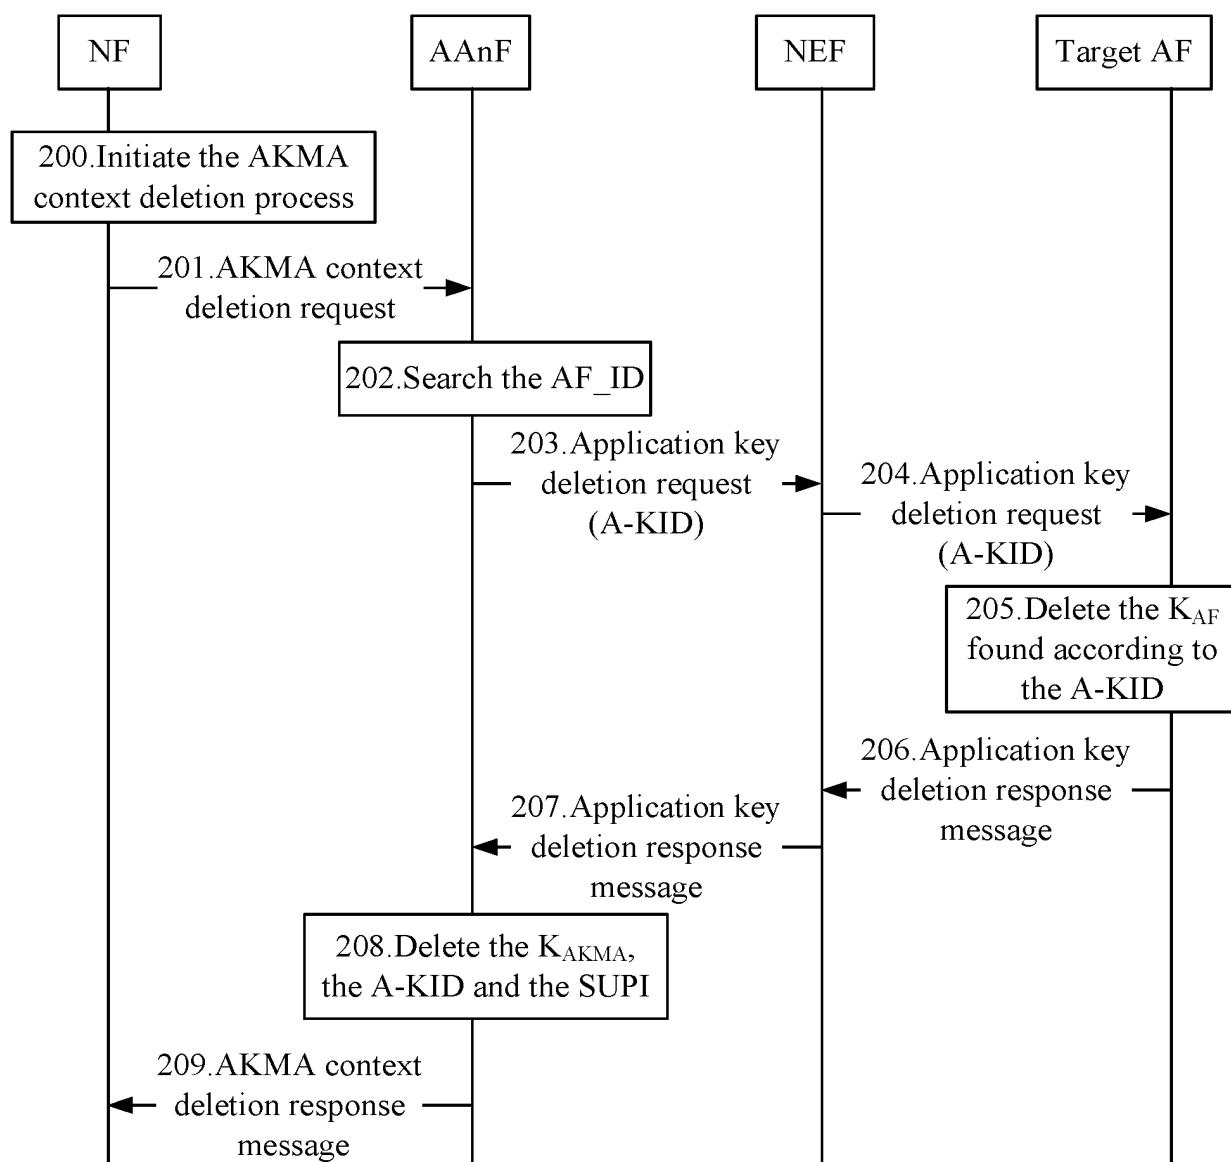 NF
AAnF
NEF
Target AF
200.Initiate the AKMA
context deletion process
201.AKMA context
deletion request
202.Search the AF_ID
203.Application key
deletion request
(A-KID)
204.Application key
deletion request
(A-KID)
205.Delete the KAF
found according to
the A-KID
206.Application key
deletion response
message
207.Application key
deletion response
message
208.Delete the KAKMA,
the A-KID and the SUPI
209.AKMA context
deletion response
message